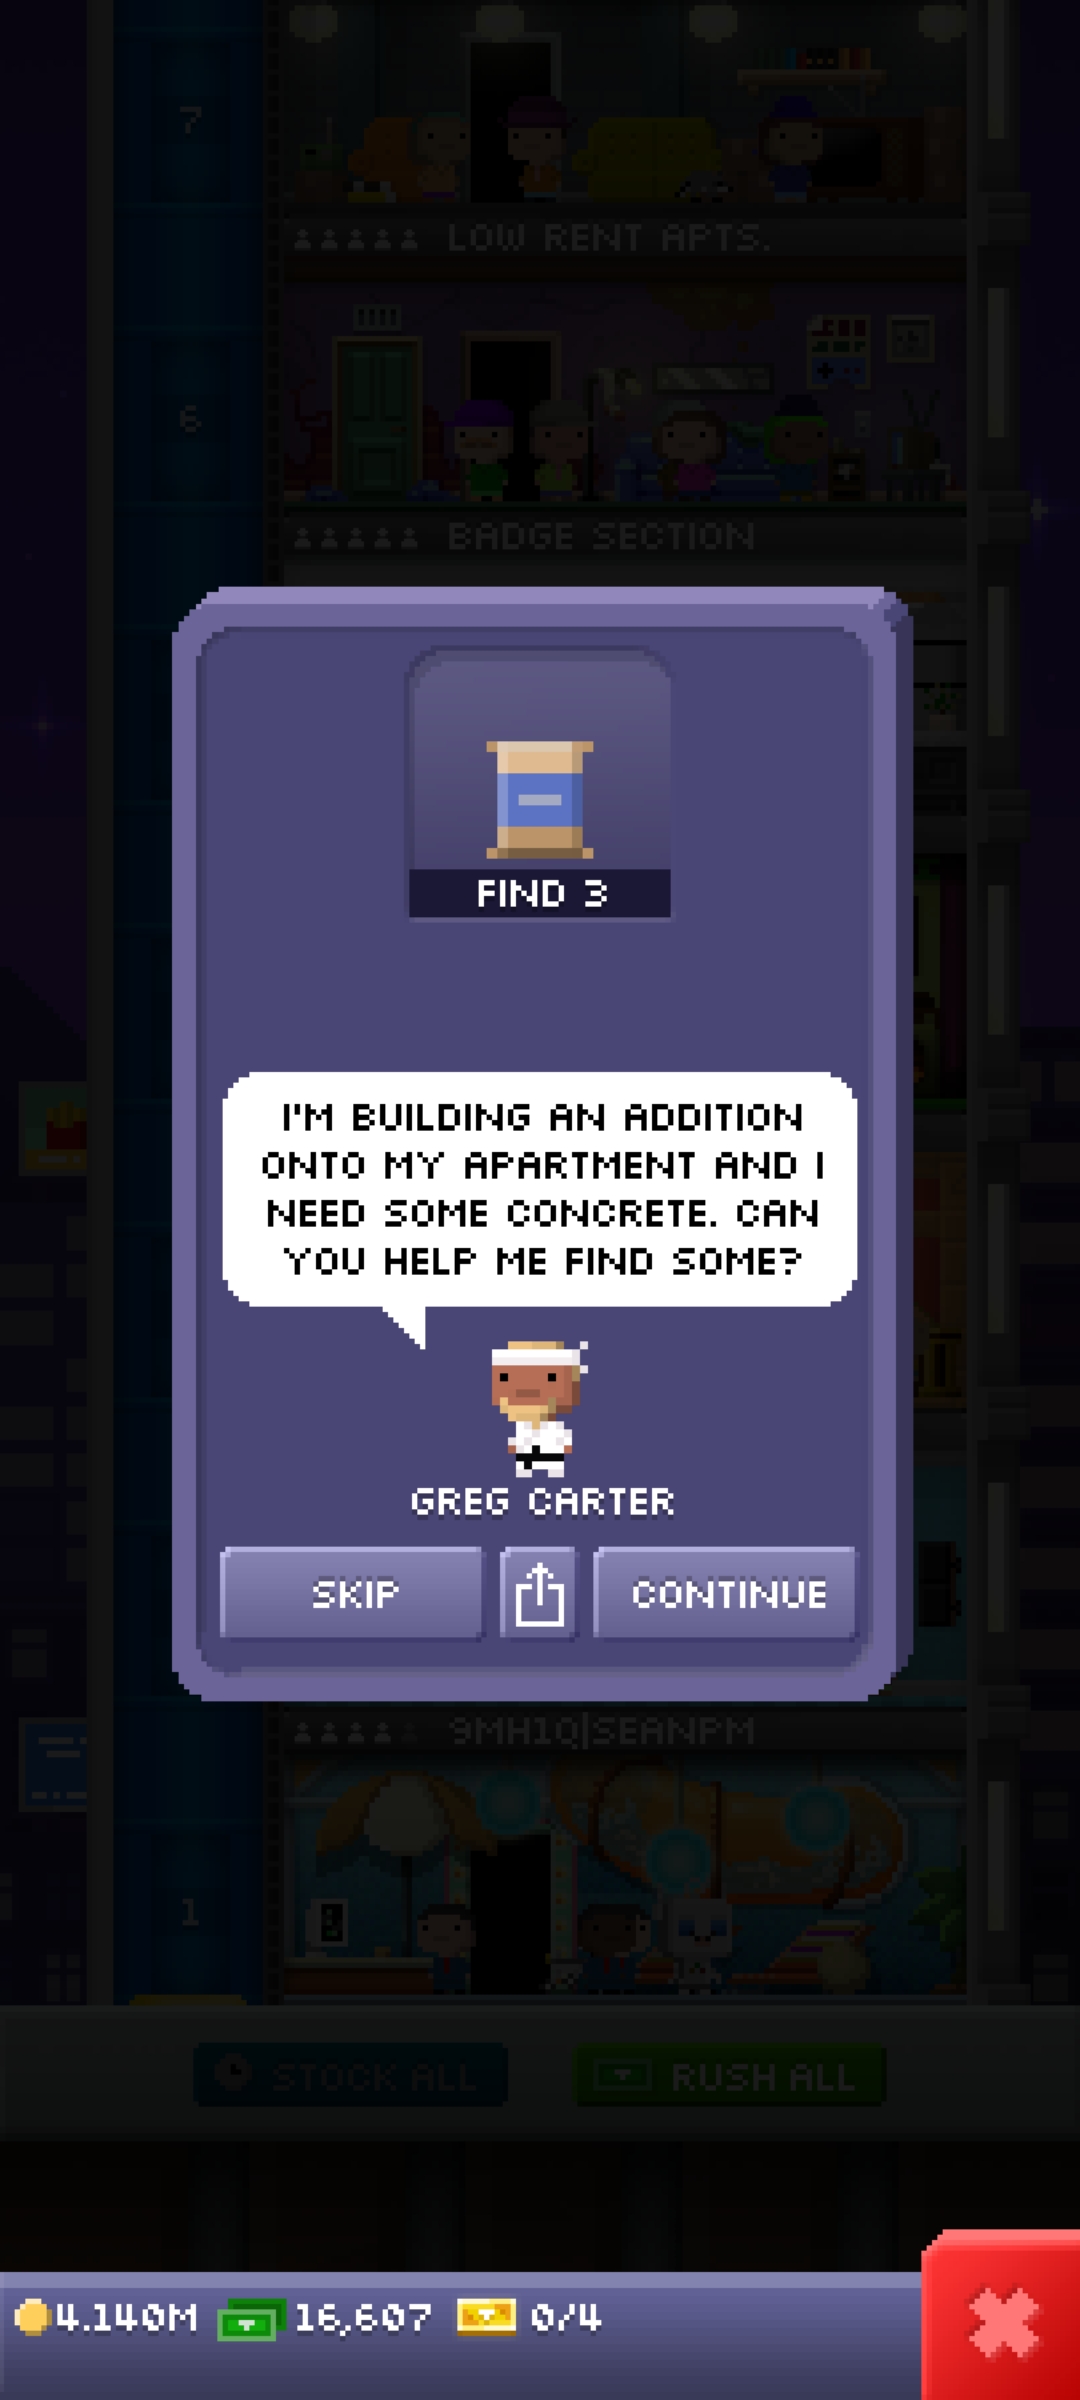 7
LOW RENT APTS.
6
BADGE SECTION
FIND 3
I'M BUILDING AN ADDITION
ONTO MY APARTMENT AND I
NEED SOME CONCRETE. CAN
YOU HELP ME FIND SOME?
GREG CARTER
SKIP
CONTINUE
9MH1Q|SEANPM
1
STOCK ALL
RUSH ALL
4.140M
16,607
0/4